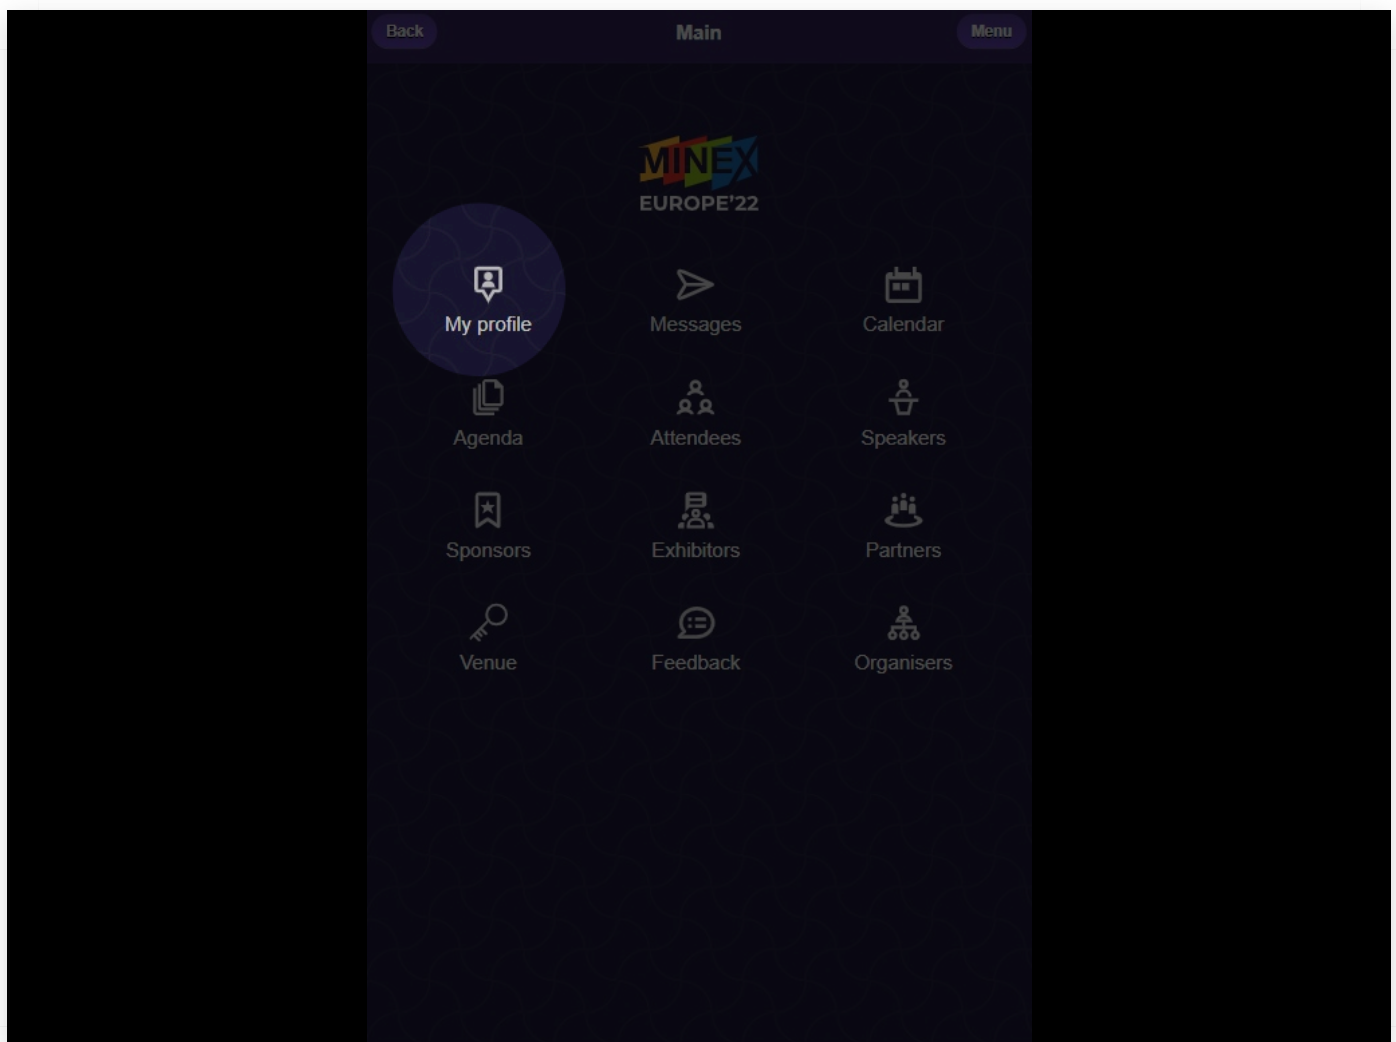 Back Main Menu
MINEX
EUROPE'22
My profile Messages Calendar
Agenda Attendees Speakers
Sponsors Exhibitors Partners
Venue Feedback Organisers